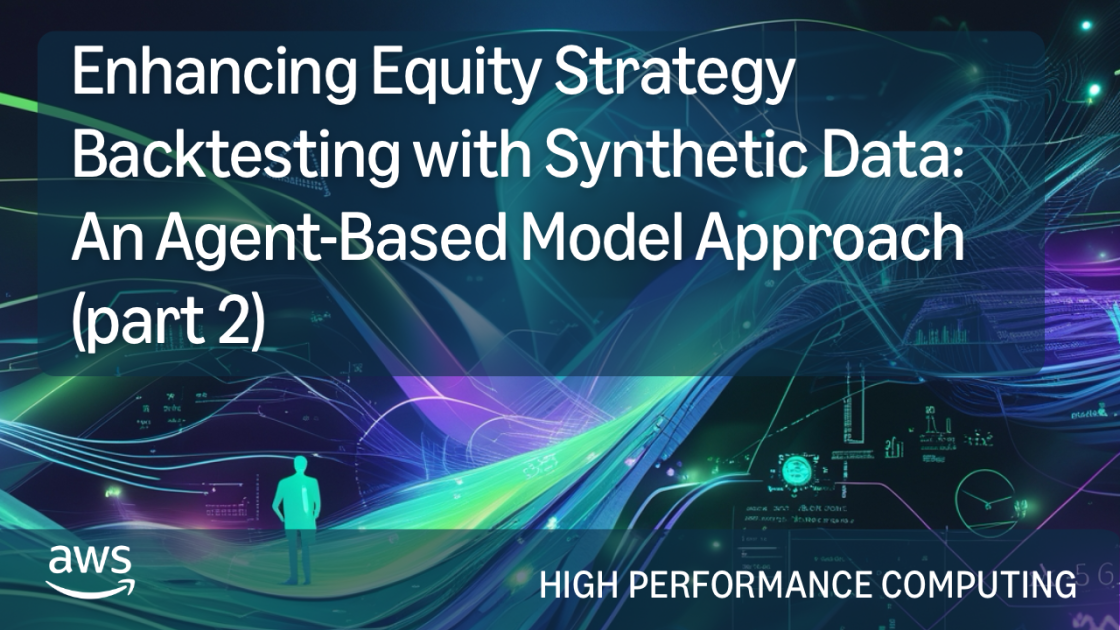 Enhancing Equity Strategy
Backtesting with Synthetic Data:
An Agent-Based Model Approach
(part 2)
aws
HIGH PERFORMANCE COMPUTING